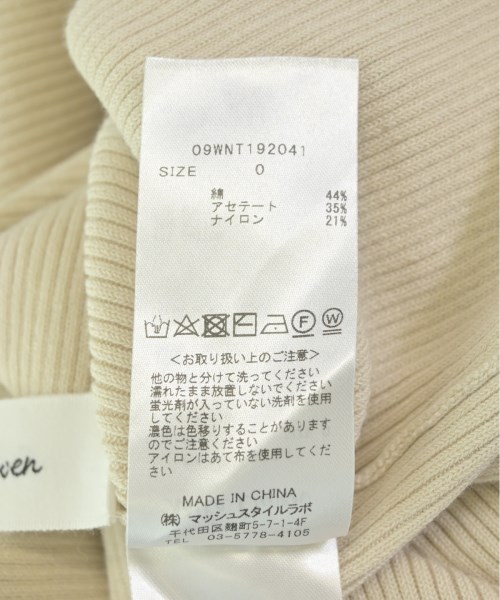 09WNT192041
SIZE 0
綿 44%
アセテート 35%
ナイロン 21%
F W
<お取り扱い上のご注意>
他の物と分けて洗ってください
濡れたまま放置しないでください
蛍光剤が入っていない洗剤を使用
してください
濃色は色移りすることがあります
のでご注意ください
アイロンはあて布を使用してくだ
さい
MADE IN CHINA
(株) マッシュスタイルラボ
千代田区麹町5-7-1-4F
TEL 03-5778-4105